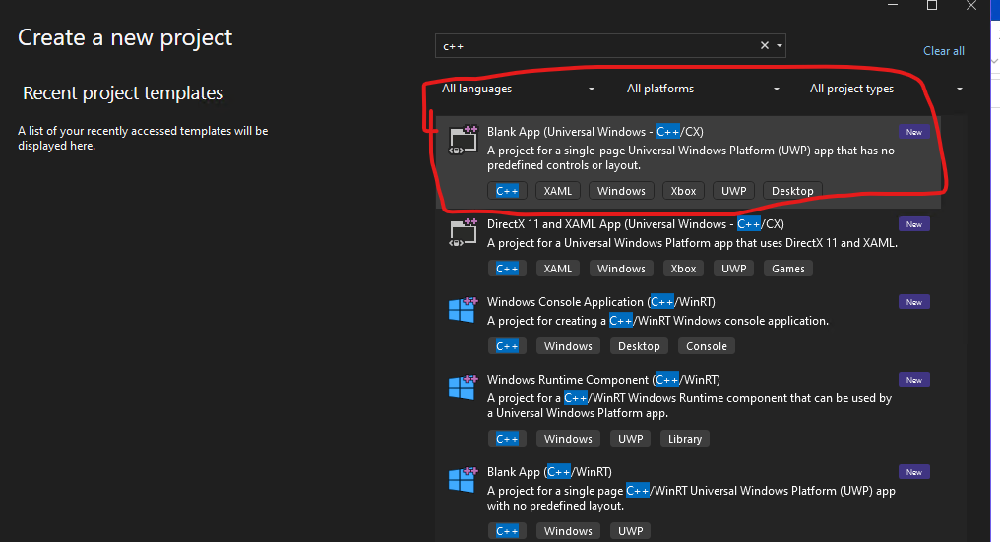 Create a new project
c++
Clear all
Recent project templates
A list of your recently accessed templates will be
displayed here.
All languages
All platforms
All project types
Blank App (Universal Windows - C++/CX)
New
A project for a single-page Universal Windows Platform (UWP) app that has no
predefined controls or layout.
C++ XAML Windows Xbox UWP Desktop
DirectX 11 and XAML App (Universal Windows - C++/CX)
New
A project for a Universal Windows Platform app that uses DirectX 11 and XAML.
C++ XAML Windows Xbox UWP Games
Windows Console Application (C++/WinRT)
New
A project for creating a C++/WinRT Windows console application.
C++ Windows Desktop Console
Windows Runtime Component (C++/WinRT)
New
A project for a C++/WinRT Windows Runtime component that can be used by
a Universal Windows Platform app.
C++ Windows UWP Library
Blank App (C++/WinRT)
New
A project for a single page C++/WinRT Universal Windows Platform (UWP) app
with no predefined layout.
C++ Windows UWP